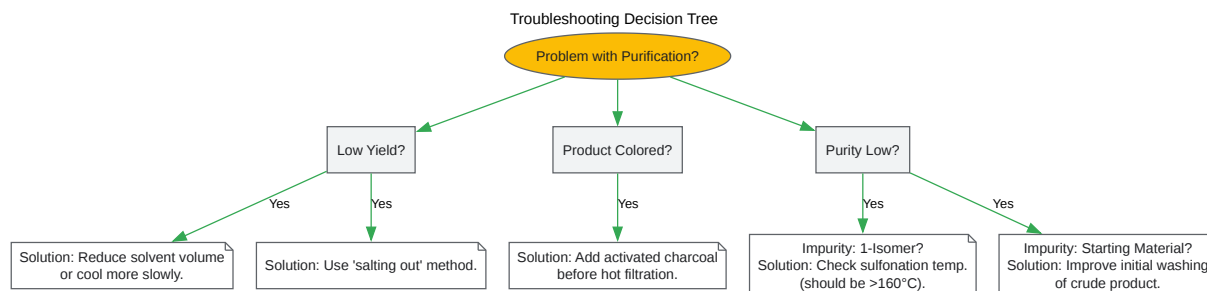 Troubleshooting Decision Tree
Problem with Purification?
Low Yield?
Product Colored?
Purity Low?
Yes
Yes
Yes
Yes
Yes
Solution: Reduce solvent volume
or cool more slowly.
Solution: Use 'salting out' method.
Solution: Add activated charcoal
before hot filtration.
Impurity: 1-Isomer?
Solution: Check sulfonation temp.
(should be >160°C).
Impurity: Starting Material?
Solution: Improve initial washing
of crude product.